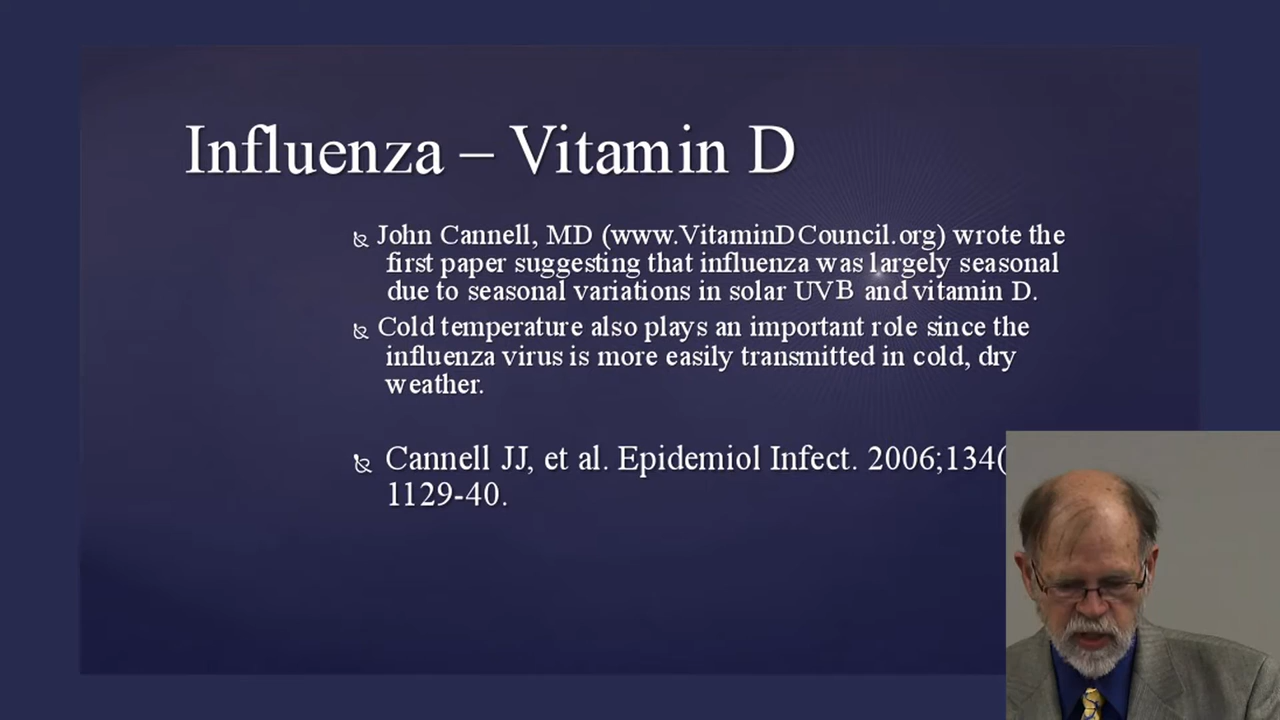 Influenza – Vitamin D
John Cannell, MD (www.VitaminDCouncil.org) wrote the
first paper suggesting that influenza was largely seasonal
due to seasonal variations in solar UVB and vitamin D.
Cold temperature also plays an important role since the
influenza virus is more easily transmitted in cold, dry
weather.
Cannell JJ, et al. Epidemiol Infect. 2006;134(
1129-40.